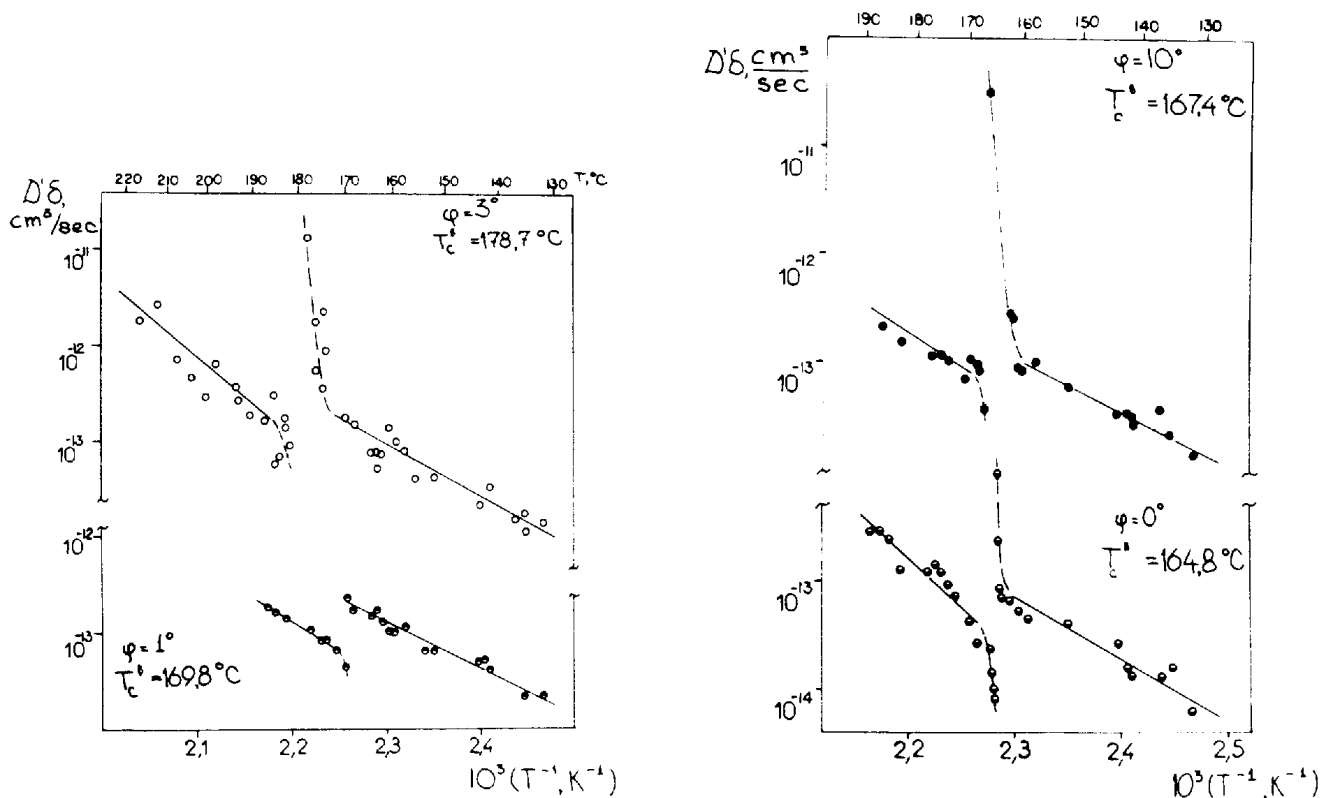 220 210 200 190 180 170 160 150 140 130 T,°C
D'δ,
cm³/sec
φ=3°
T_c^δ =178,7°C
10⁻¹¹
10⁻¹²
10⁻¹³
10⁻¹²
10⁻¹³
φ=1°
T_c^δ =169,8°C
2,1 2,2 2,3 2,4
10³(T⁻¹,K⁻¹)
190 180 170 160 150 140 130
D'δ, cm³
sec
φ=10°
T_c^δ =167,4°C
10⁻¹¹
10⁻¹²
10⁻¹³
φ=0°
T_c^δ =164,8°C
10⁻¹³
10⁻¹⁴
2,2 2,3 2,4 2,5
10³(T⁻¹,K⁻¹)